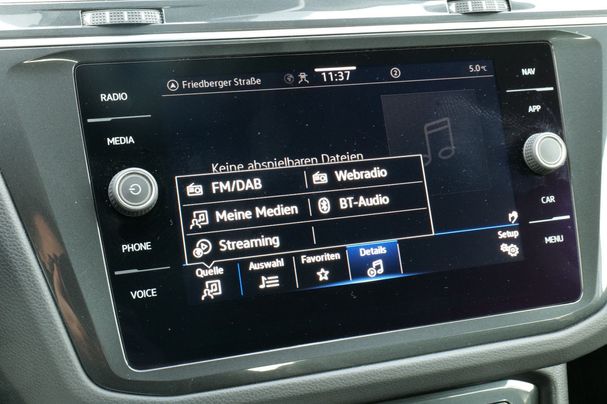 Friedberger Straße
11:37
2
5.0°C
RADIO
MEDIA
PHONE
VOICE
NAV
APP
CAR
MENU
Keine abspielbaren Dateien
FM/DAB
Webradio
Meine Medien
BT-Audio
Streaming
Quelle
Auswahl
Favoriten
Details
Setup